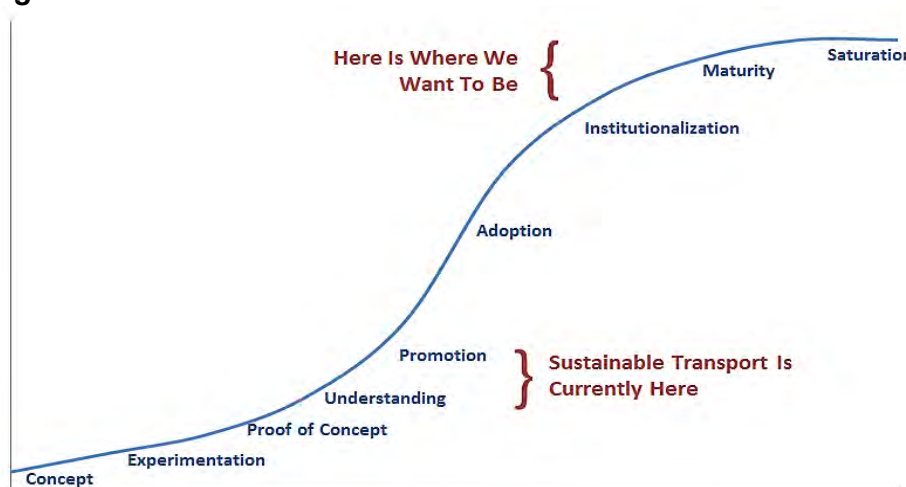 Here Is Where We
Want To Be
Saturation
Maturity
Institutionalization
Adoption
Promotion
Sustainable Transport Is
Currently Here
Understanding
Proof of Concept
Experimentation
Concept